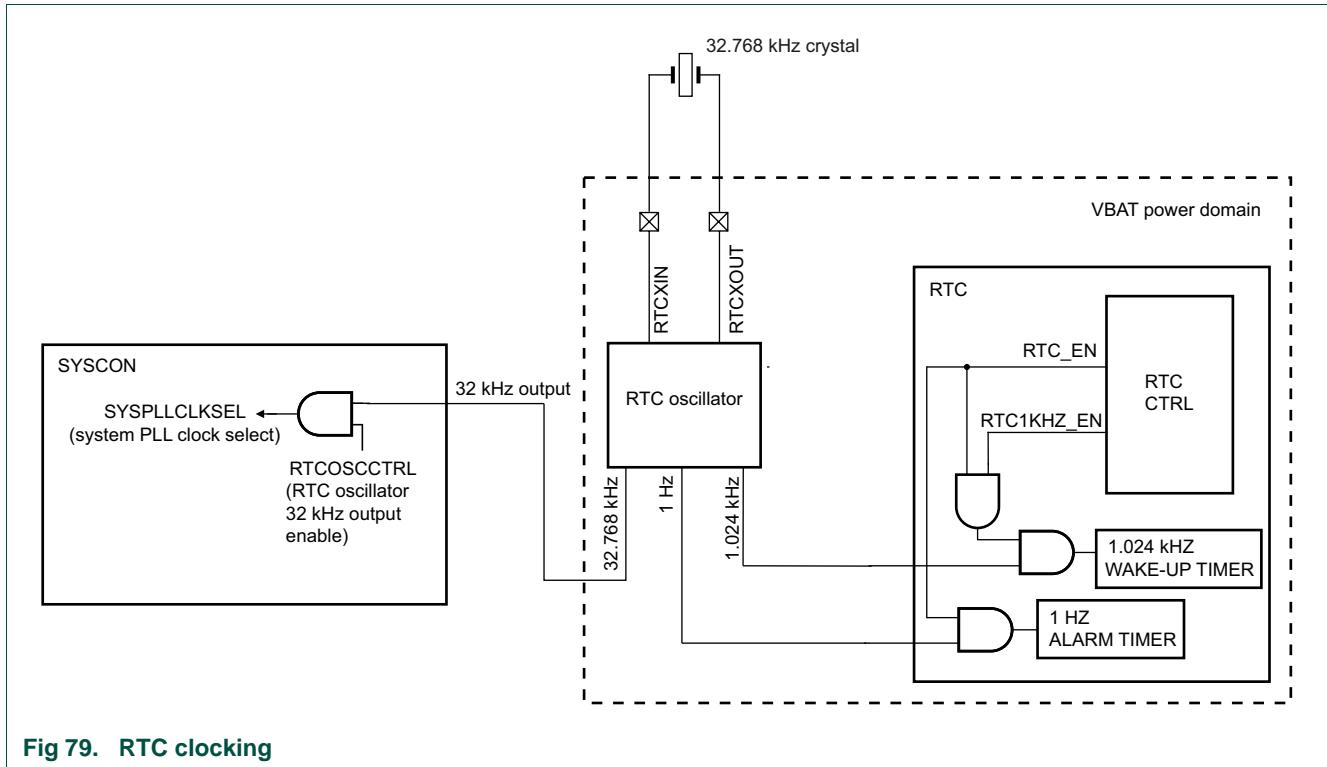 32.768 kHz crystal
VBAT power domain
RTCXIN
RTCXOUT
RTC
RTC_EN
RTC
CTRL
RTC1KHZ_EN
SYSCON
32 kHz output
RTC oscillator
SYSPLLCLKSEL
(system PLL clock select)
RTCOSCCTRL
(RTC oscillator
32 kHz output
enable)
32.768 kHz
1 Hz
1.024 kHz
1.024 kHZ
WAKE-UP TIMER
1 HZ
ALARM TIMER
Fig 79. RTC clocking